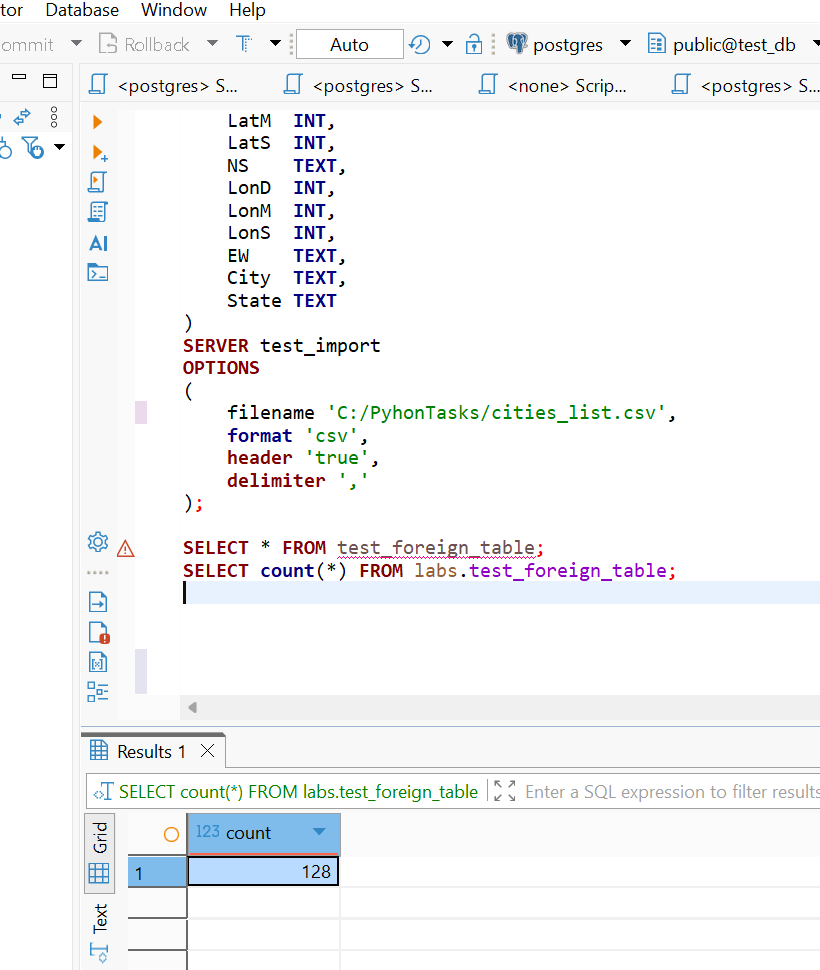 tor Database Window Help
ommit Rollback Auto postgres public@test_db
<postgres> S... <postgres> S... <none> Scrip... <postgres> S...
LatM INT,
LatS INT,
NS TEXT,
LonD INT,
LonM INT,
LonS INT,
EW TEXT,
City TEXT,
State TEXT
)
SERVER test_import
OPTIONS
(
filename 'C:/PyhonTasks/cities_list.csv',
format 'csv',
header 'true',
delimiter ','
);
SELECT * FROM test_foreign_table;
SELECT count(*) FROM labs.test_foreign_table;
AI
Results 1
SELECT count(*) FROM labs.test_foreign_table Enter a SQL expression to filter results
Grid
123 count
1 128
Text